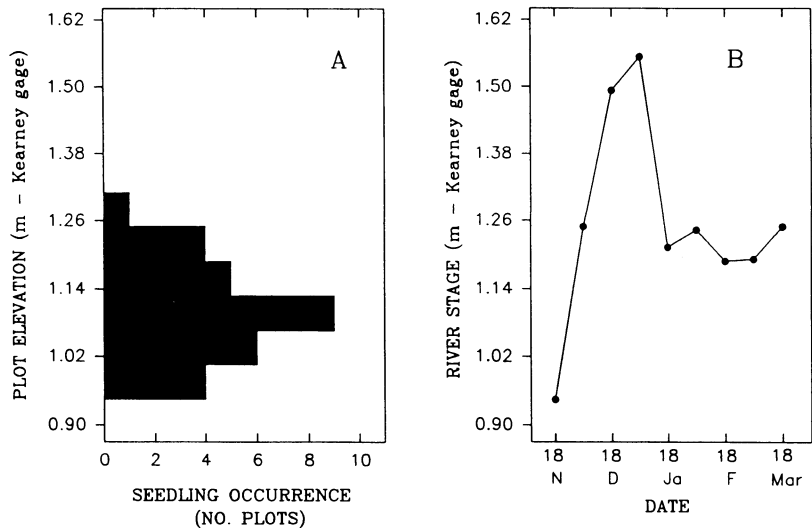 A
1.62
1.50
1.38
1.26
1.14
1.02
0.90
PLOT ELEVATION (m – Kearney gage)
0 2 4 6 8 10
SEEDLING OCCURRENCE
(NO. PLOTS)
B
1.62
1.50
1.38
1.26
1.14
1.02
0.90
RIVER STAGE (m – Kearney gage)
18 18 18 18 18
N D Ja F Mar
DATE